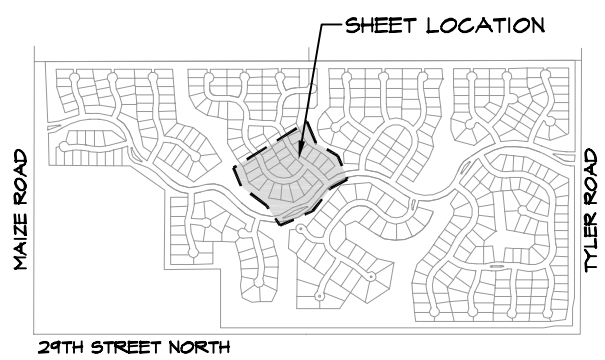 SHEET LOCATION
MAIZE ROAD
TYLER ROAD
29TH STREET NORTH